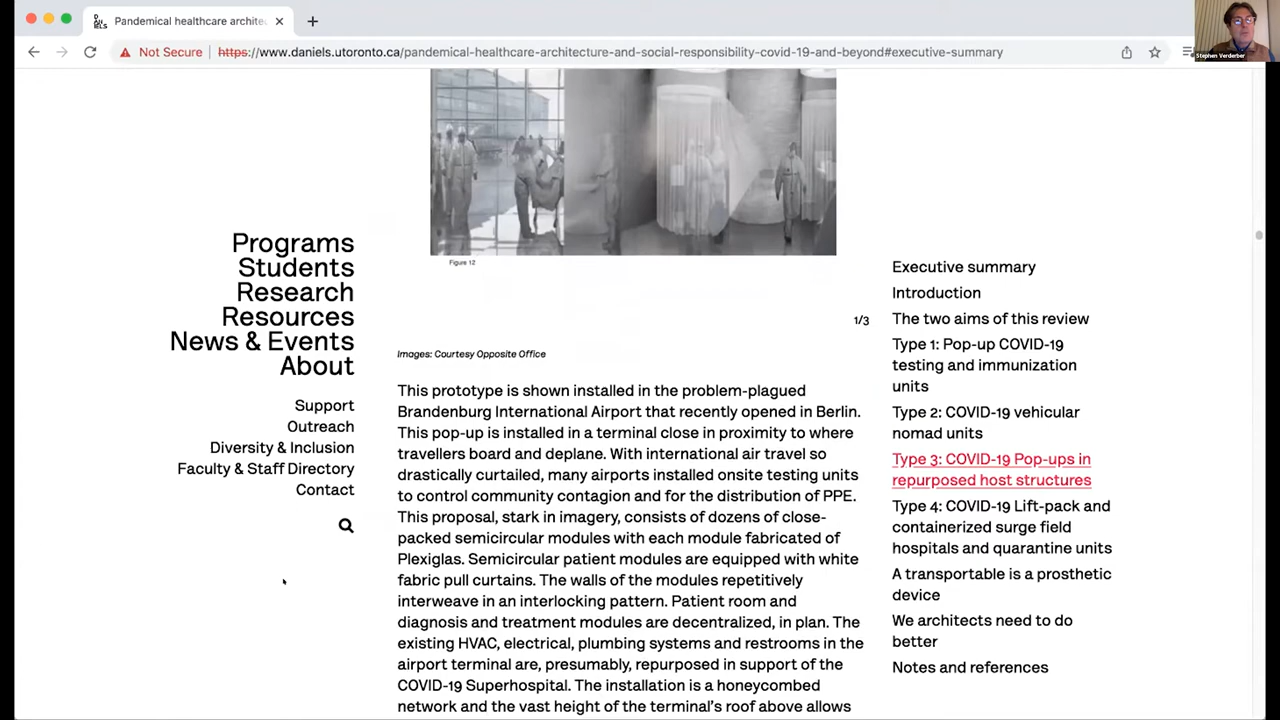 Pandemical healthcare archite
Not Secure
https://www.daniels.utoronto.ca/pandemical-healthcare-architecture-and-social-responsibility-covid-19-and-beyond#executive-summary
Stephen Verderber
Programs
Students
Research
Resources
News & Events
About
Support
Outreach
Diversity & Inclusion
Faculty & Staff Directory
Contact
Figure 12
1/3
Images: Courtesy Opposite Office
This prototype is shown installed in the problem-plagued
Brandenburg International Airport that recently opened in Berlin.
This pop-up is installed in a terminal close in proximity to where
travellers board and deplane. With international air travel so
drastically curtailed, many airports installed onsite testing units
to control community contagion and for the distribution of PPE.
This proposal, stark in imagery, consists of dozens of close-
packed semicircular modules with each module fabricated of
Plexiglas. Semicircular patient modules are equipped with white
fabric pull curtains. The walls of the modules repetitively
interweave in an interlocking pattern. Patient room and
diagnosis and treatment modules are decentralized, in plan. The
existing HVAC, electrical, plumbing systems and restrooms in the
airport terminal are, presumably, repurposed in support of the
COVID-19 Superhospital. The installation is a honeycombed
network and the vast height of the terminal's roof above allows
Executive summary
Introduction
The two aims of this review
Type 1: Pop-up COVID-19
testing and immunization
units
Type 2: COVID-19 vehicular
nomad units
Type 3: COVID-19 Pop-ups in
repurposed host structures
Type 4: COVID-19 Lift-pack and
containerized surge field
hospitals and quarantine units
A transportable is a prosthetic
device
We architects need to do
better
Notes and references